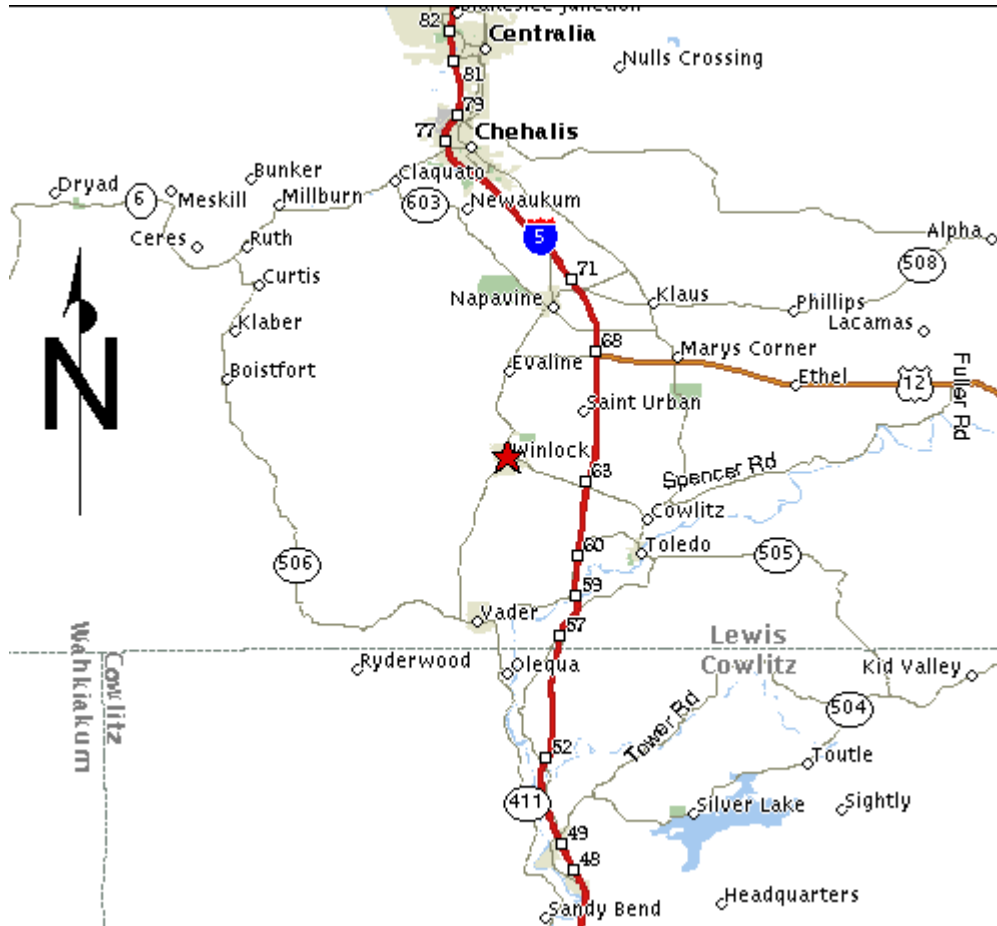 Blakeslee Junction
82
Centralia
Nulls Crossing
81
79
77
Chehalis
Bunker
Claquato
Dryad
6
Meskill
Millburn
603
Newaukum
Ceres
Ruth
5
Alpha
508
Curtis
71
Napavine
Klaus
Phillips
Klaber
Lacamas
68
Marys Corner
Evaline
Boistfort
Ethel
12
Fuller Rd
Saint Urban
N
Winlock
63
Spencer Rd
Cowlitz
60
Toledo
505
506
59
Vader
57
Lewis
Cowlitz
Wahkiakum
Cowlitz
Ryderwood
Olequa
Kid Valley
504
Tower Rd
52
Toutle
411
Silver Lake
Sightly
49
48
Headquarters
Sandy Bend